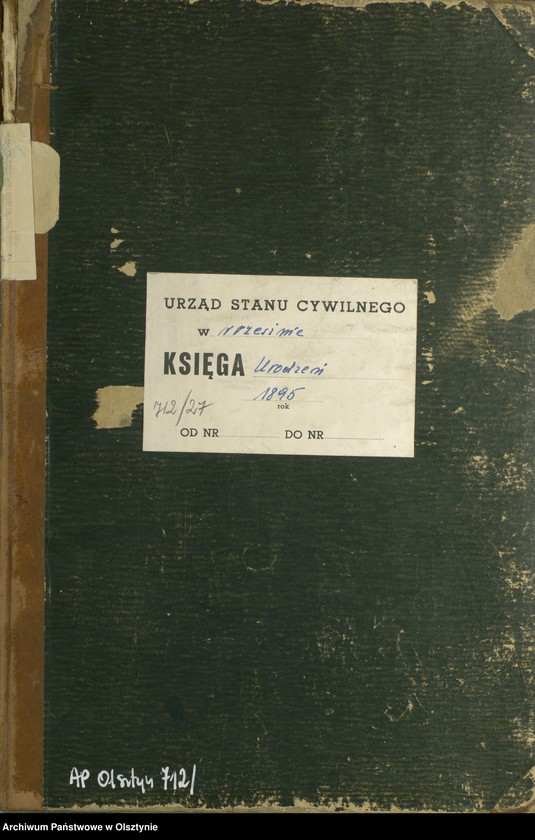 URZĄD STANU CYWILNEGO
w
KSIĘGA Urodzeń
1895
rok
712/27
OD NR DO NR
AP Olsztyn 712/
Archiwum Państwowe w Olsztynie